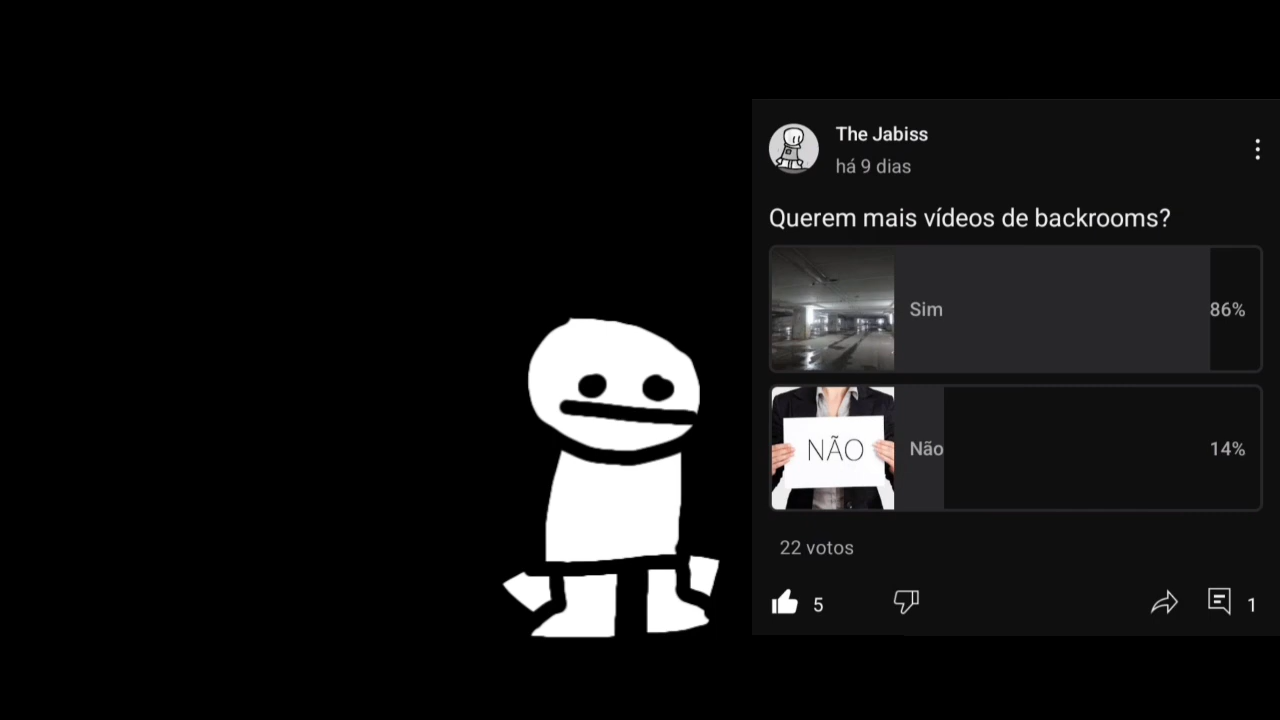 The Jabiss
há 9 dias
Querem mais vídeos de backrooms?
Sim
86%
NÃO
Não
14%
22 votos
5
1